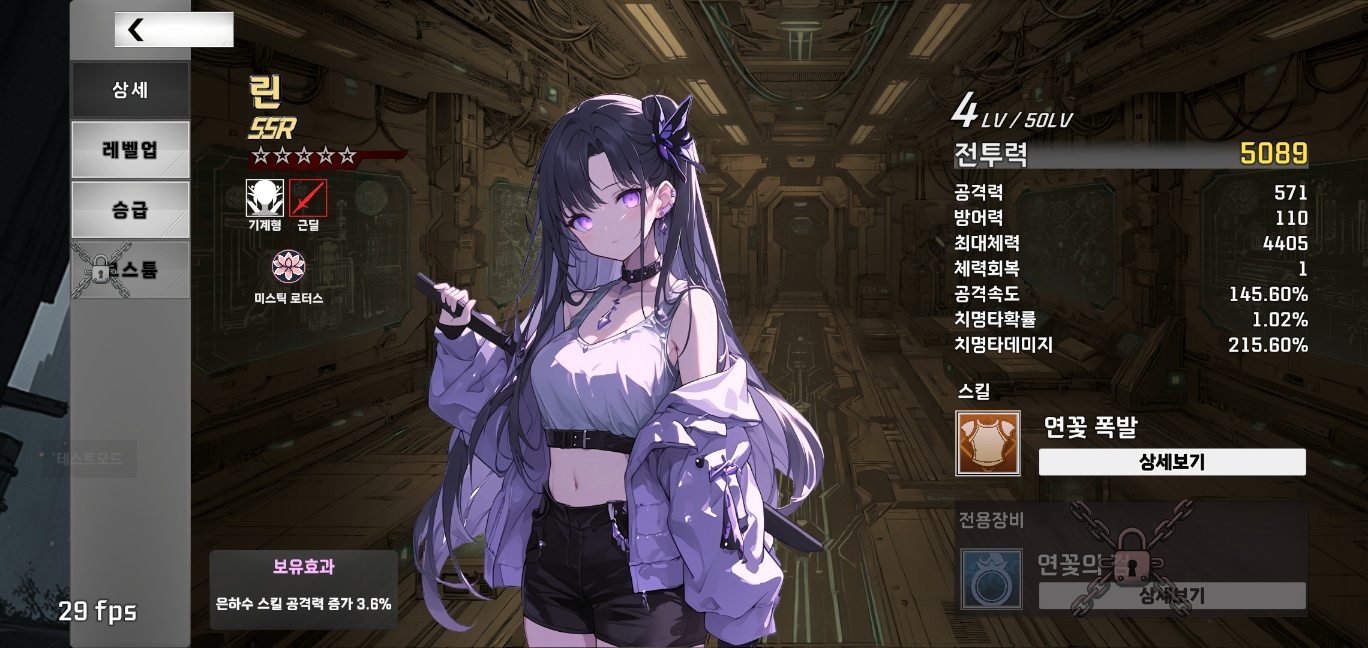 상세
레벨업
승급
스튬
테스트모드
29 fps
린
SSR
기계형 근딜
미스틱 로터스
보유효과
은하수 스킬 공격력 증가 3.6%
4 LV / 50LV
전투력 5089
공격력 571
방어력 110
최대체력 4405
체력회복 1
공격속도 145.60%
치명타확률 1.02%
치명타데미지 215.60%
스킬
연꽃 폭발
상세보기
전용장비
연꽃의
상세보기